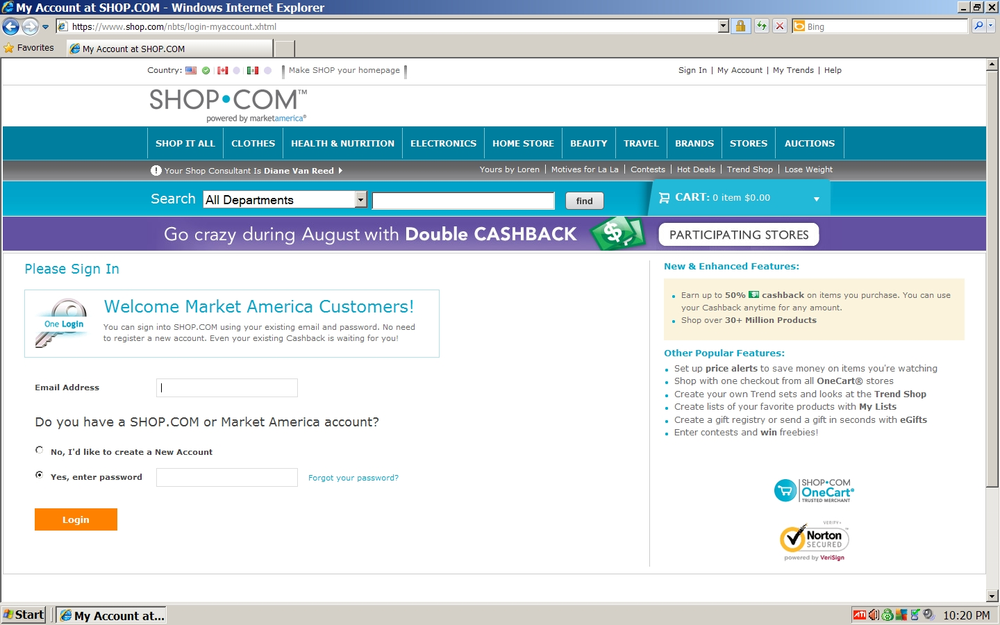 My Account at SHOP.COM - Windows Internet Explorer
https://www.shop.com/nbts/login-myaccount.xhtml
Bing
Favorites
My Account at SHOP.COM
Country:
Make SHOP your homepage
Sign In | My Account | My Trends | Help
SHOP•COM™
powered by marketamerica®
SHOP IT ALL
CLOTHES
HEALTH & NUTRITION
ELECTRONICS
HOME STORE
BEAUTY
TRAVEL
BRANDS
STORES
AUCTIONS
Your Shop Consultant Is Diane Van Reed
Yours by Loren | Motives for La La | Contests | Hot Deals | Trend Shop | Lose Weight
Search
All Departments
find
CART: 0 item $0.00
Go crazy during August with Double CASHBACK
PARTICIPATING STORES
Please Sign In
One Login
Welcome Market America Customers!
You can sign into SHOP.COM using your existing email and password. No need
to register a new account. Even your existing Cashback is waiting for you!
Email Address
Do you have a SHOP.COM or Market America account?
No, I'd like to create a New Account
Yes, enter password
Forgot your password?
Login
New & Enhanced Features:
Earn up to 50% $ cashback on items you purchase. You can use
your Cashback anytime for any amount.
Shop over 30+ Million Products
Other Popular Features:
Set up price alerts to save money on items you're watching
Shop with one checkout from all OneCart® stores
Create your own Trend sets and looks at the Trend Shop
Create lists of your favorite products with My Lists
Create a gift registry or send a gift in seconds with eGifts
Enter contests and win freebies!
SHOP•COM
OneCart®
TRUSTED MERCHANT
VERIFY▸
Norton™
SECURED
powered by VeriSign
Start
My Account at...
ATI
10:20 PM